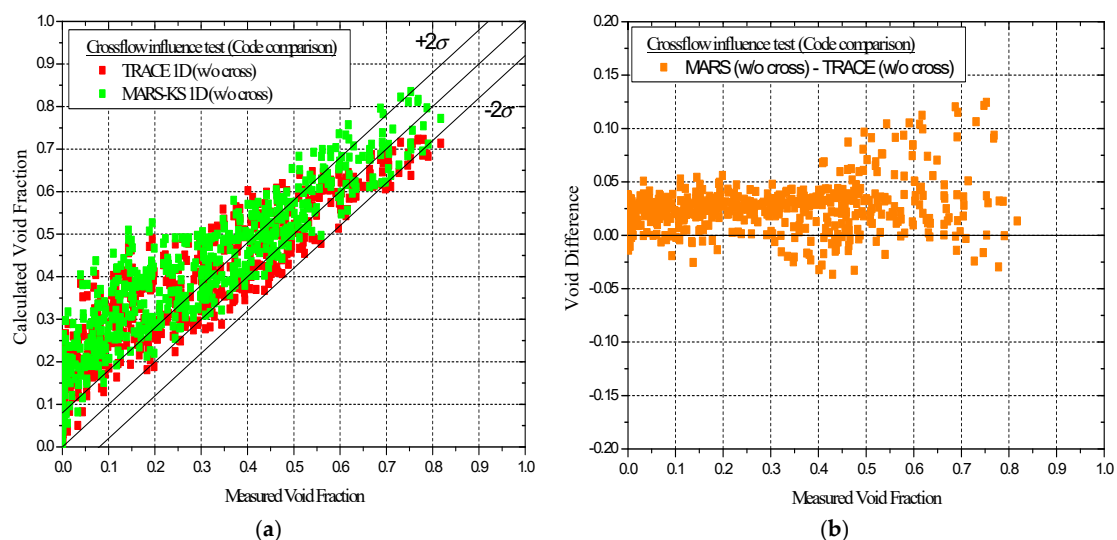 Crossflow influence test (Code comparison)
TRACE 1D (w/o cross)
MARS-KS 1D (w/o cross)
+2σ
-2σ
1.0
0.9
0.8
0.7
0.6
0.5
0.4
0.3
0.2
0.1
0.0
Calculated Void Fraction
0.0 0.1 0.2 0.3 0.4 0.5 0.6 0.7 0.8 0.9 1.0
Measured Void Fraction
(a)
Crossflow influence test (Code comparison)
MARS (w/o cross) - TRACE (w/o cross)
0.20
0.15
0.10
0.05
0.00
-0.05
-0.10
-0.15
-0.20
Void Difference
0.0 0.1 0.2 0.3 0.4 0.5 0.6 0.7 0.8 0.9 1.0
Measured Void Fraction
(b)